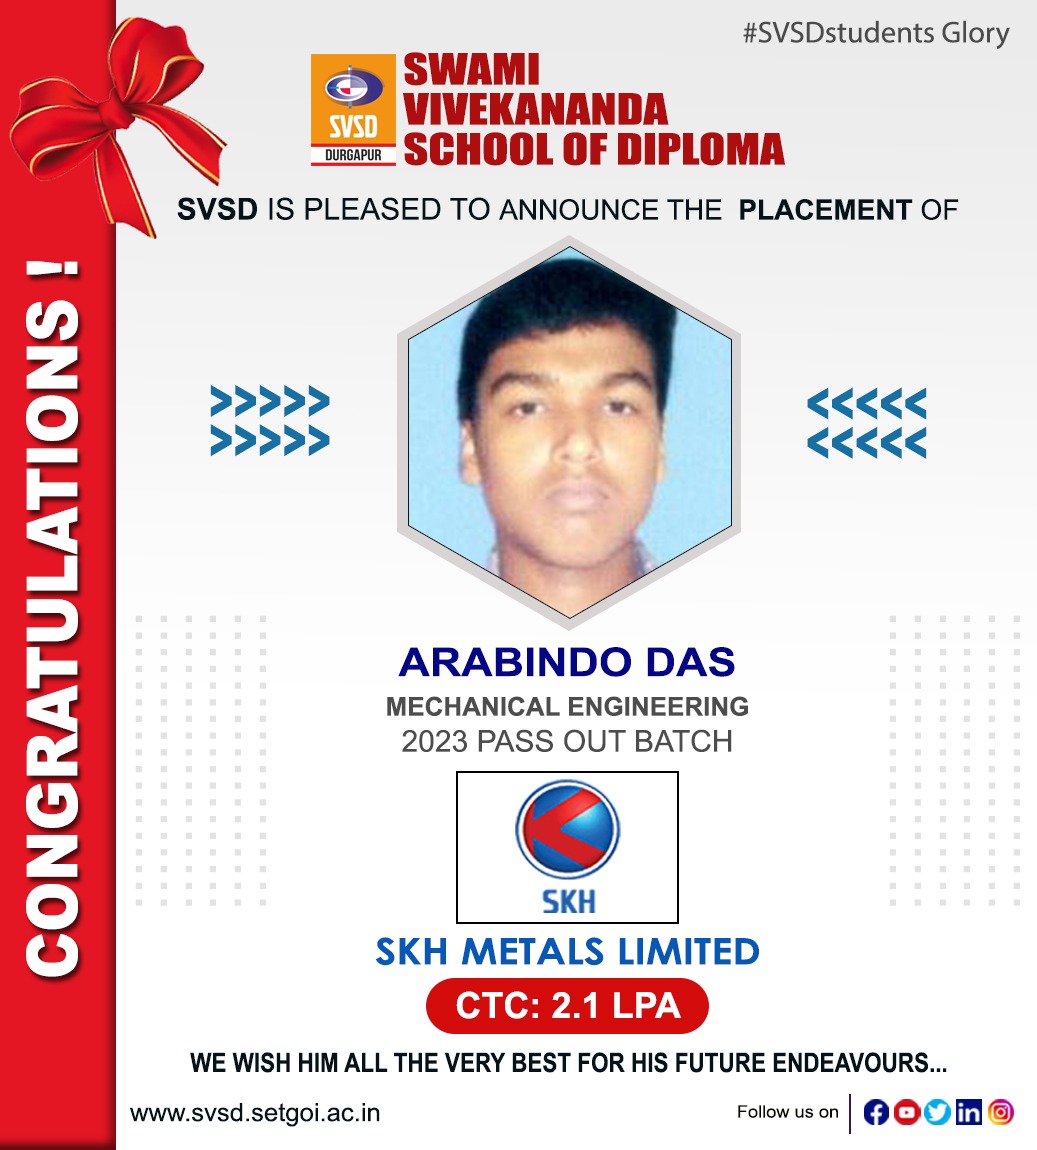 #SVSDstudents Glory
SVSD
DURGAPUR
SWAMI
VIVEKANANDA
SCHOOL OF DIPLOMA
SVSD IS PLEASED TO ANNOUNCE THE PLACEMENT OF
CONGRATULATIONS !
ARABINDO DAS
MECHANICAL ENGINEERING
2023 PASS OUT BATCH
SKH
SKH METALS LIMITED
CTC: 2.1 LPA
WE WISH HIM ALL THE VERY BEST FOR HIS FUTURE ENDEAVOURS...
www.svsd.setgoi.ac.in
Follow us on